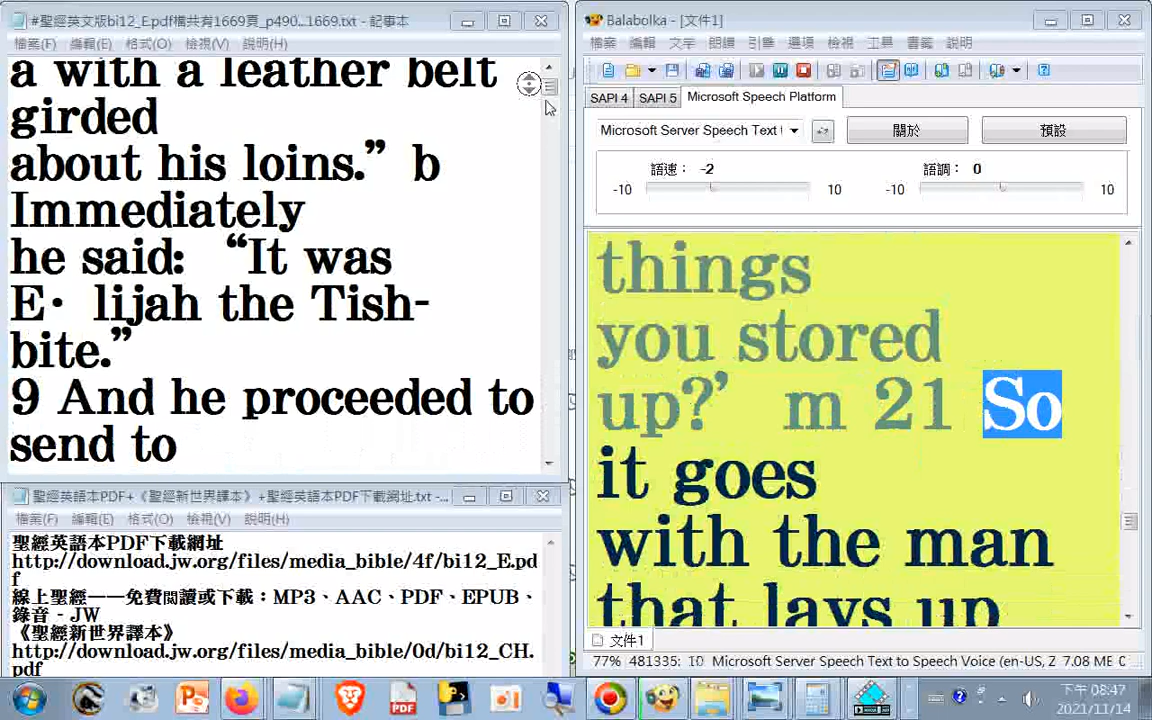 #聖經英文版bi12_E.pdf檔共有1669頁_p490...1669.txt - 記事本
檔案(F) 編輯(E) 格式(O) 檢視(V) 說明(H)
a with a leather belt
girded
about his loins.” b
Immediately
he said: “It was
E· lijah the Tish-
bite.”
9 And he proceeded to
send to
聖經英語本PDF+《聖經新世界譯本》+聖經英語本PDF下載網址.txt -...
檔案(F) 編輯(E) 格式(O) 檢視(V) 說明(H)
聖經英語本PDF下載網址
http://download.jw.org/files/media_bible/4f/bi12_E.pd
f
線上聖經——免費閱讀或下載：MP3、AAC、PDF、EPUB、
錄音 - JW
《聖經新世界譯本》
http://download.jw.org/files/media_bible/0d/bi12_CH.
pdf
Balabolka - [文件1]
檔案 編輯 文字 朗讀 引擎 選項 檢視 工具 書籤 說明
SAPI 4 SAPI 5 Microsoft Speech Platform
Microsoft Server Speech Text 關於 預設
語速： -2 語調： 0
-10 10 -10 10
things
you stored
up?’ m 21 So
it goes
with the man
that lays up
文件1
77% 481335: 10 Microsoft Server Speech Text to Speech Voice (en-US, Z 7.08 MB
下午 08:47
2021/11/14